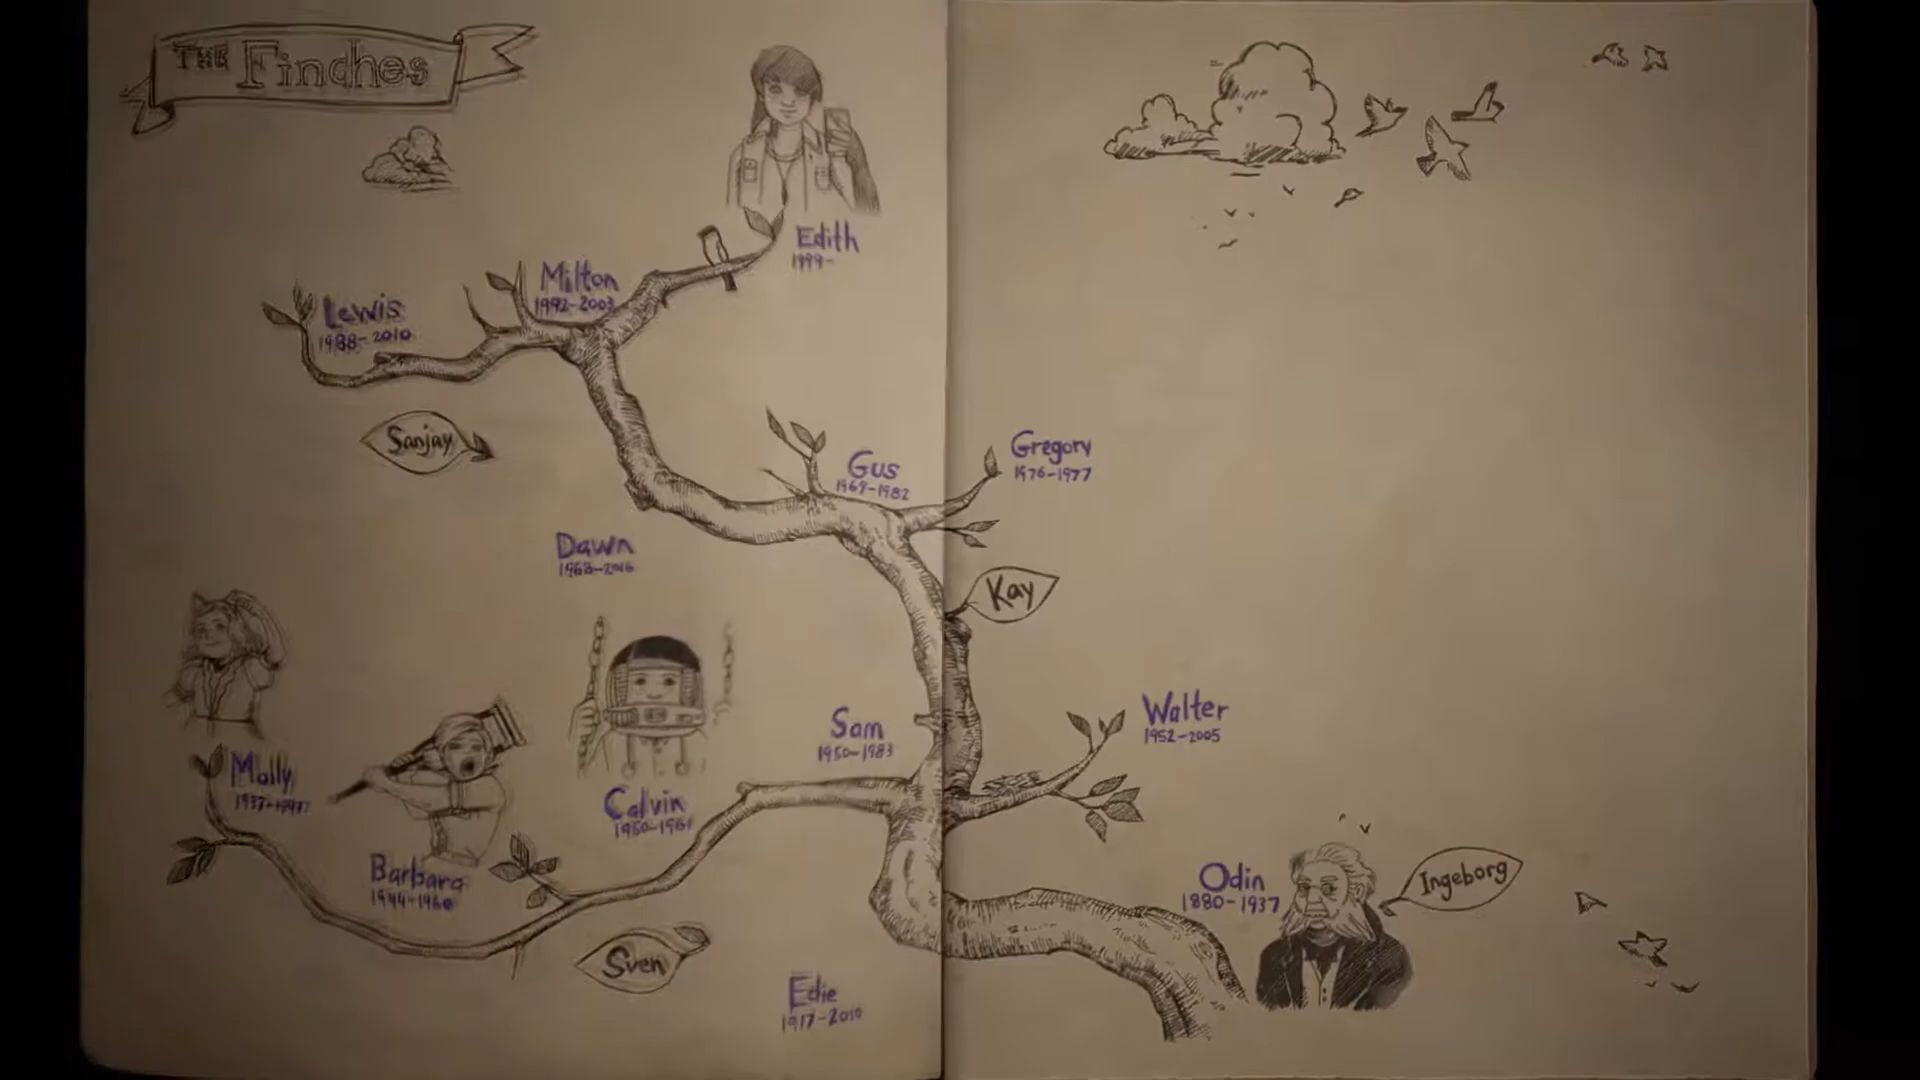 THE Finches
Edith
1999-
Milton
1992-2003
Lewis
1988-2010
Sanjay
Gregory
1976-1977
Gus
1969-1982
Dawn
1968-2016
Kay
Walter
1952-2005
Sam
1950-1983
Molly
1937-1947
Calvin
1950-1961
Barbara
1944-1960
Odin
1880-1937
Ingeborg
Sven
Edie
1917-2010